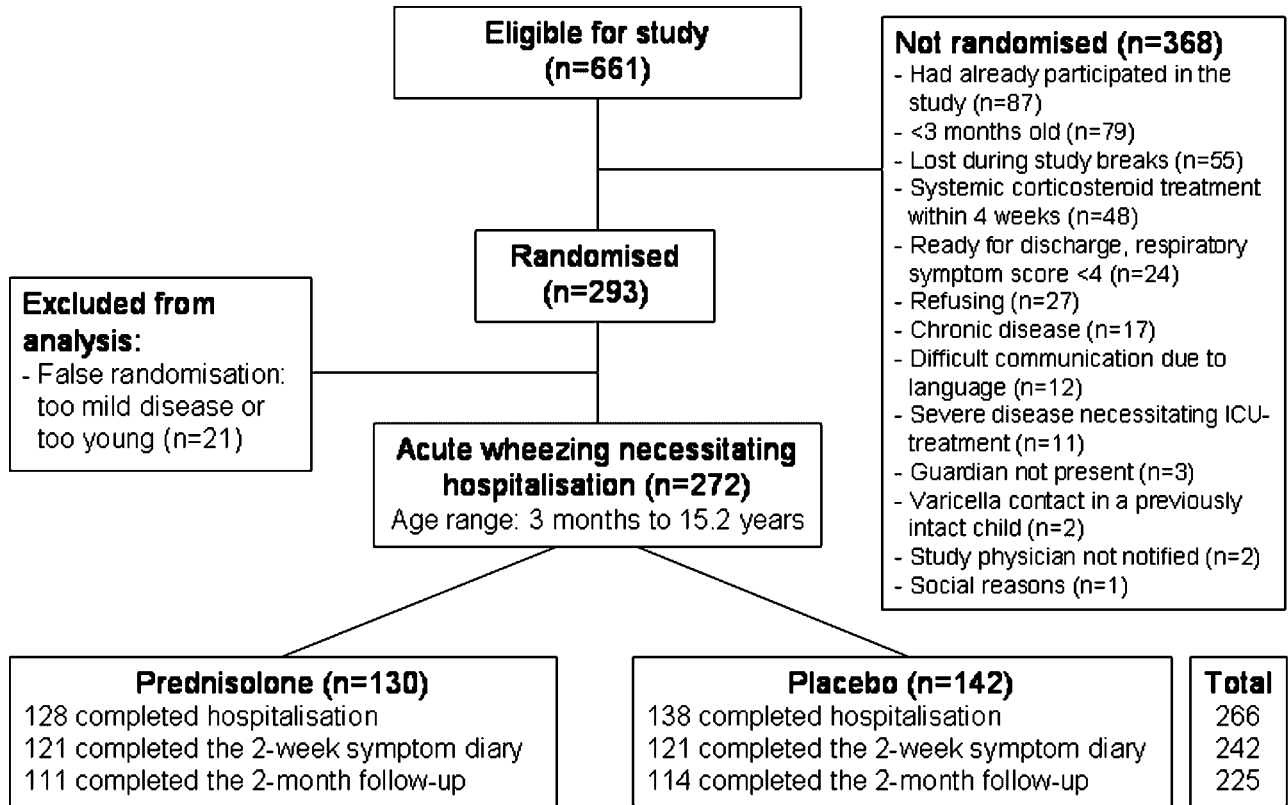 Eligible for study
(n=661)
Not randomised (n=368)
- Had already participated in the
study (n=87)
- <3 months old (n=79)
- Lost during study breaks (n=55)
- Systemic corticosteroid treatment
within 4 weeks (n=48)
- Ready for discharge, respiratory
symptom score <4 (n=24)
- Refusing (n=27)
- Chronic disease (n=17)
- Difficult communication due to
language (n=12)
- Severe disease necessitating ICU-
treatment (n=11)
- Guardian not present (n=3)
- Varicella contact in a previously
intact child (n=2)
- Study physician not notified (n=2)
- Social reasons (n=1)
Randomised
(n=293)
Excluded from
analysis:
- False randomisation:
too mild disease or
too young (n=21)
Acute wheezing necessitating
hospitalisation (n=272)
Age range: 3 months to 15.2 years
Prednisolone (n=130)
128 completed hospitalisation
121 completed the 2-week symptom diary
111 completed the 2-month follow-up
Placebo (n=142)
138 completed hospitalisation
121 completed the 2-week symptom diary
114 completed the 2-month follow-up
Total
266
242
225